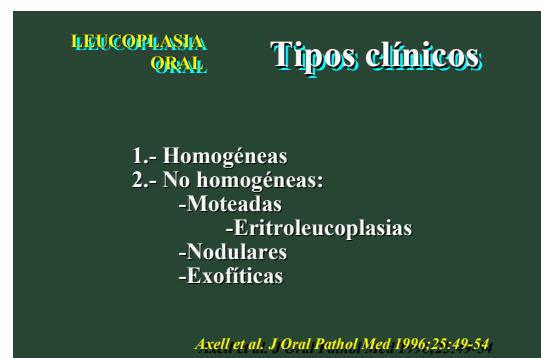 LEUCOPLASIA
ORAL
Tipos clínicos
1.- Homogéneas
2.- No homogéneas:
-Moteadas
-Eritroleucoplasias
-Nodulares
-Exofíticas
Axell et al. J Oral Pathol Med 1996;25:49-54